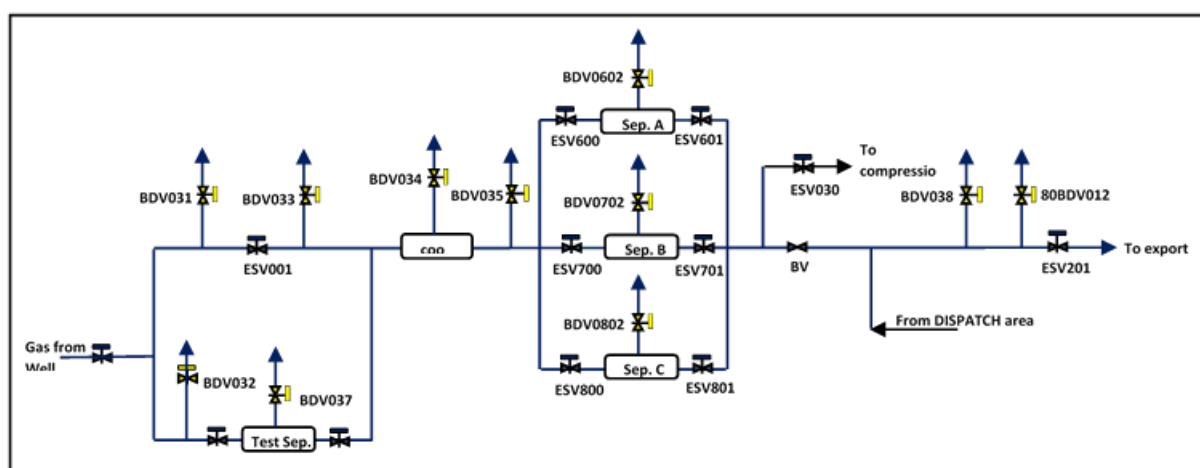 BDV0602
Sep. A
ESV600
ESV601
To
compressio
ESV030
BDV031
BDV033
BDV034
BDV035
BDV0702
BDV038
80BDV012
ESV001
coo
ESV700
Sep. B
ESV701
BV
ESV201
To export
BDV0802
From DISPATCH area
Gas from
Well
BDV032
BDV037
ESV800
Sep. C
ESV801
Test Sep.